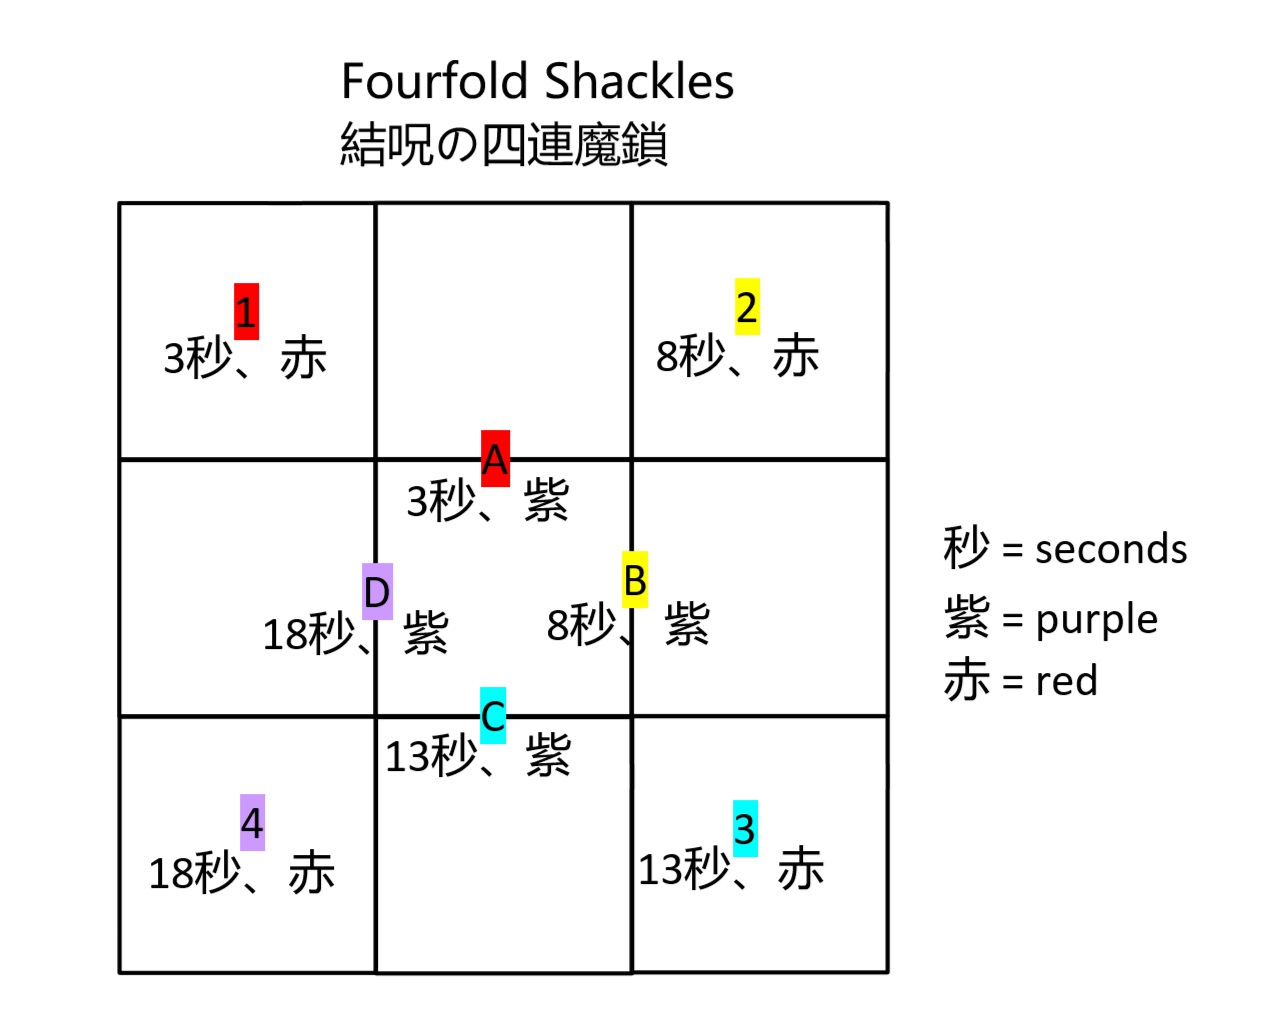 Fourfold Shackles
結呪の四連魔鎖
1
3秒、赤
2
8秒、赤
A
3秒、紫
D
18秒、紫
B
8秒、紫
C
13秒、紫
4
18秒、赤
3
13秒、赤
秒 = seconds
紫 = purple
赤 = red